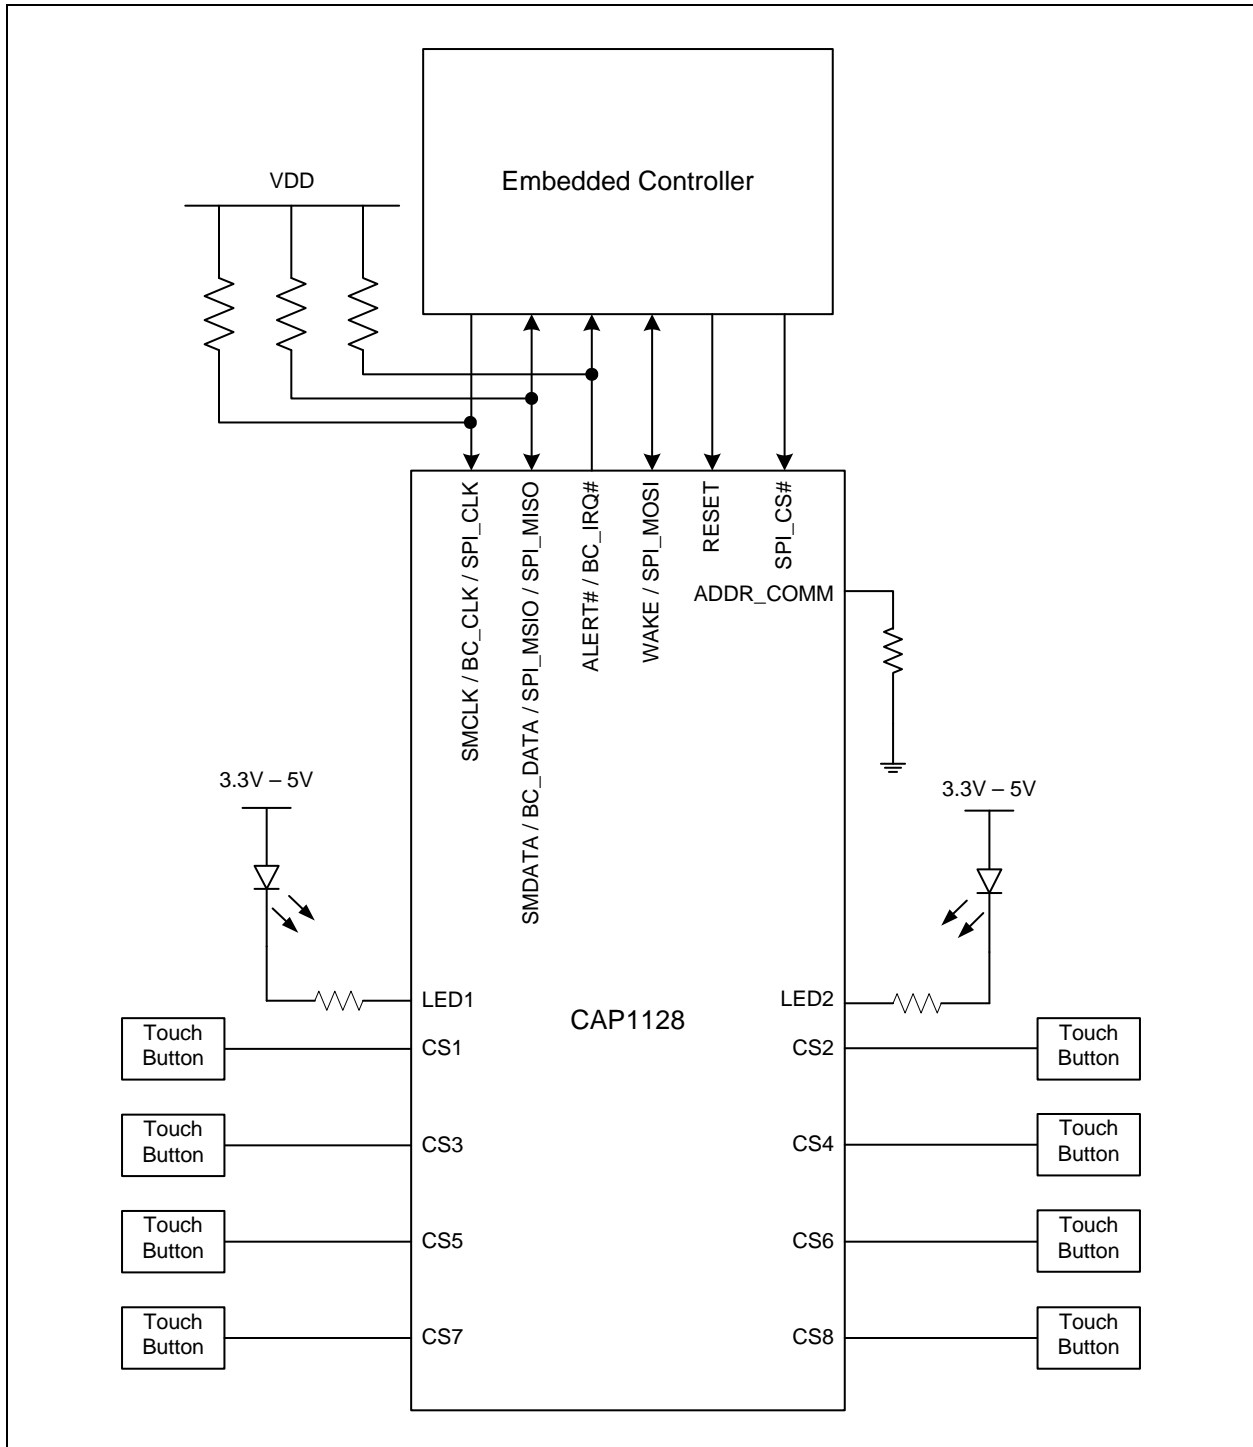 Embedded Controller
VDD
SMCLK / BC_CLK / SPI_CLK
SMDATA / BC_DATA / SPI_MSIO / SPI_MISO
ALERT# / BC_IRQ#
WAKE / SPI_MOSI
RESET
SPI_CS#
ADDR_COMM
3.3V – 5V
3.3V – 5V
LED1
LED2
CAP1128
Touch
Button
CS1
CS2
Touch
Button
Touch
Button
CS3
CS4
Touch
Button
Touch
Button
CS5
CS6
Touch
Button
Touch
Button
CS7
CS8
Touch
Button